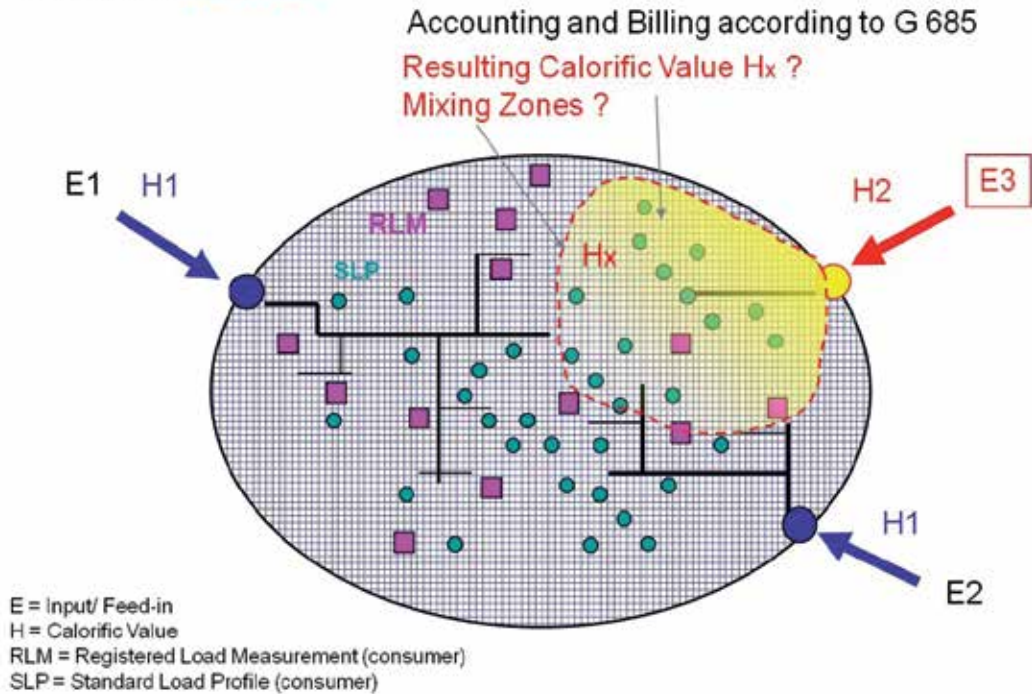 Accounting and Billing according to G 685
Resulting Calorific Value Hx ?
Mixing Zones ?
E1
H1
RLM
SLP
Hx
H2
E3
H1
E2
E = Input/ Feed-in
H = Calorific Value
RLM = Registered Load Measurement (consumer)
SLP = Standard Load Profile (consumer)